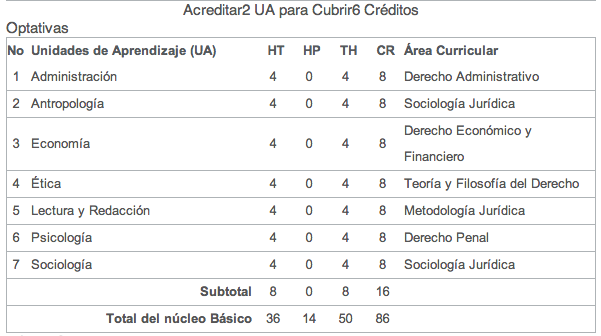 Acreditar2 UA para Cubrir6 Créditos
Optativas
No Unidades de Aprendizaje (UA) HT HP TH CR Área Curricular
1 Administración 4 0 4 8 Derecho Administrativo
2 Antropología 4 0 4 8 Sociología Jurídica
3 Economía 4 0 4 8 Derecho Económico y
Financiero
4 Ética 4 0 4 8 Teoría y Filosofía del Derecho
5 Lectura y Redacción 4 0 4 8 Metodología Jurídica
6 Psicología 4 0 4 8 Derecho Penal
7 Sociología 4 0 4 8 Sociología Jurídica
Subtotal 8 0 8 16
Total del núcleo Básico 36 14 50 86